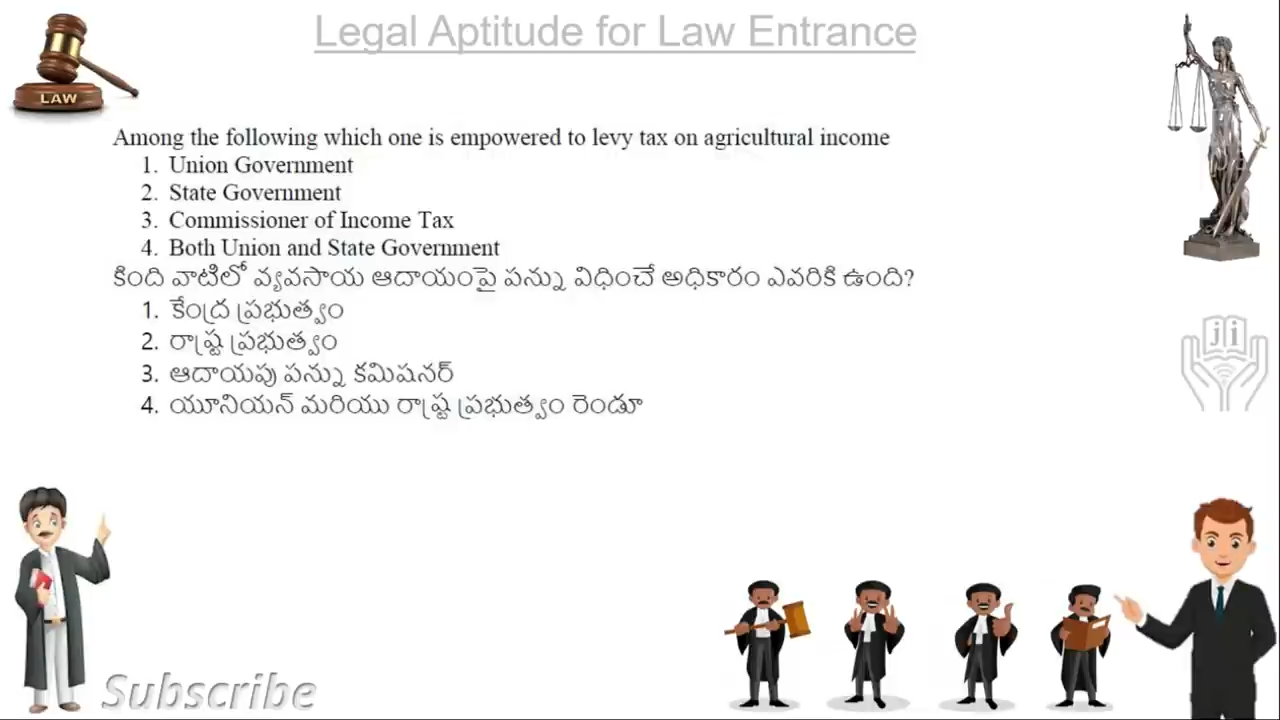 Legal Aptitude for Law Entrance
LAW
Among the following which one is empowered to levy tax on agricultural income
1. Union Government
2. State Government
3. Commissioner of Income Tax
4. Both Union and State Government
కింది వాటిలో వ్యవసాయ ఆదాయంపై పన్ను విధించే అధికారం ఎవరికి ఉంది?
1. కేంద్ర ప్రభుత్వం
2. రాష్ట్ర ప్రభుత్వం
3. ఆదాయపు పన్ను కమిషనర్
4. యూనియన్ మరియు రాష్ట్ర ప్రభుత్వం రెండూ
ji
Subscribe